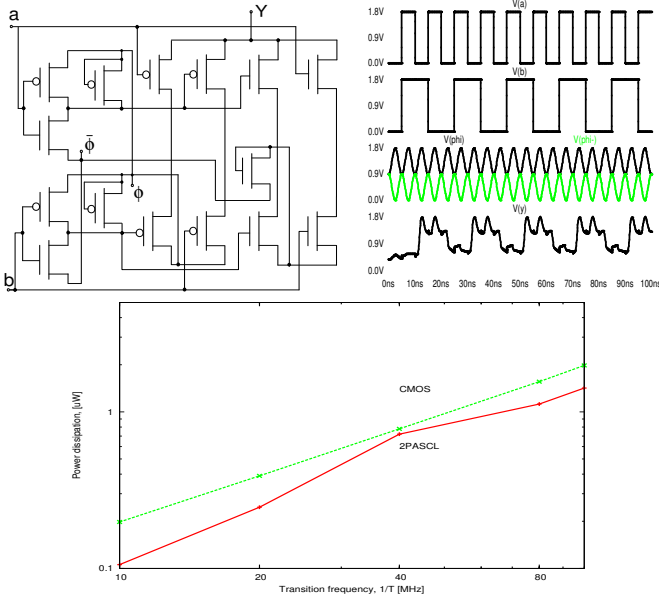 a
Y
ϕ̄
ϕ
b
V(a)
1.8V
0.9V
0.0V
V(b)
1.8V
0.9V
0.0V
V(phi) V(phi-)
1.8V
0.9V
0.0V
V(y)
1.8V
0.9V
0.0V
0ns 10ns 20ns 30ns 40ns 50ns 60ns 70ns 80ns 90ns 100ns
Power dissipation, [uW]
1
0.1
CMOS
2PASCL
10 20 40 80
Transition frequency, 1/T [MHz]